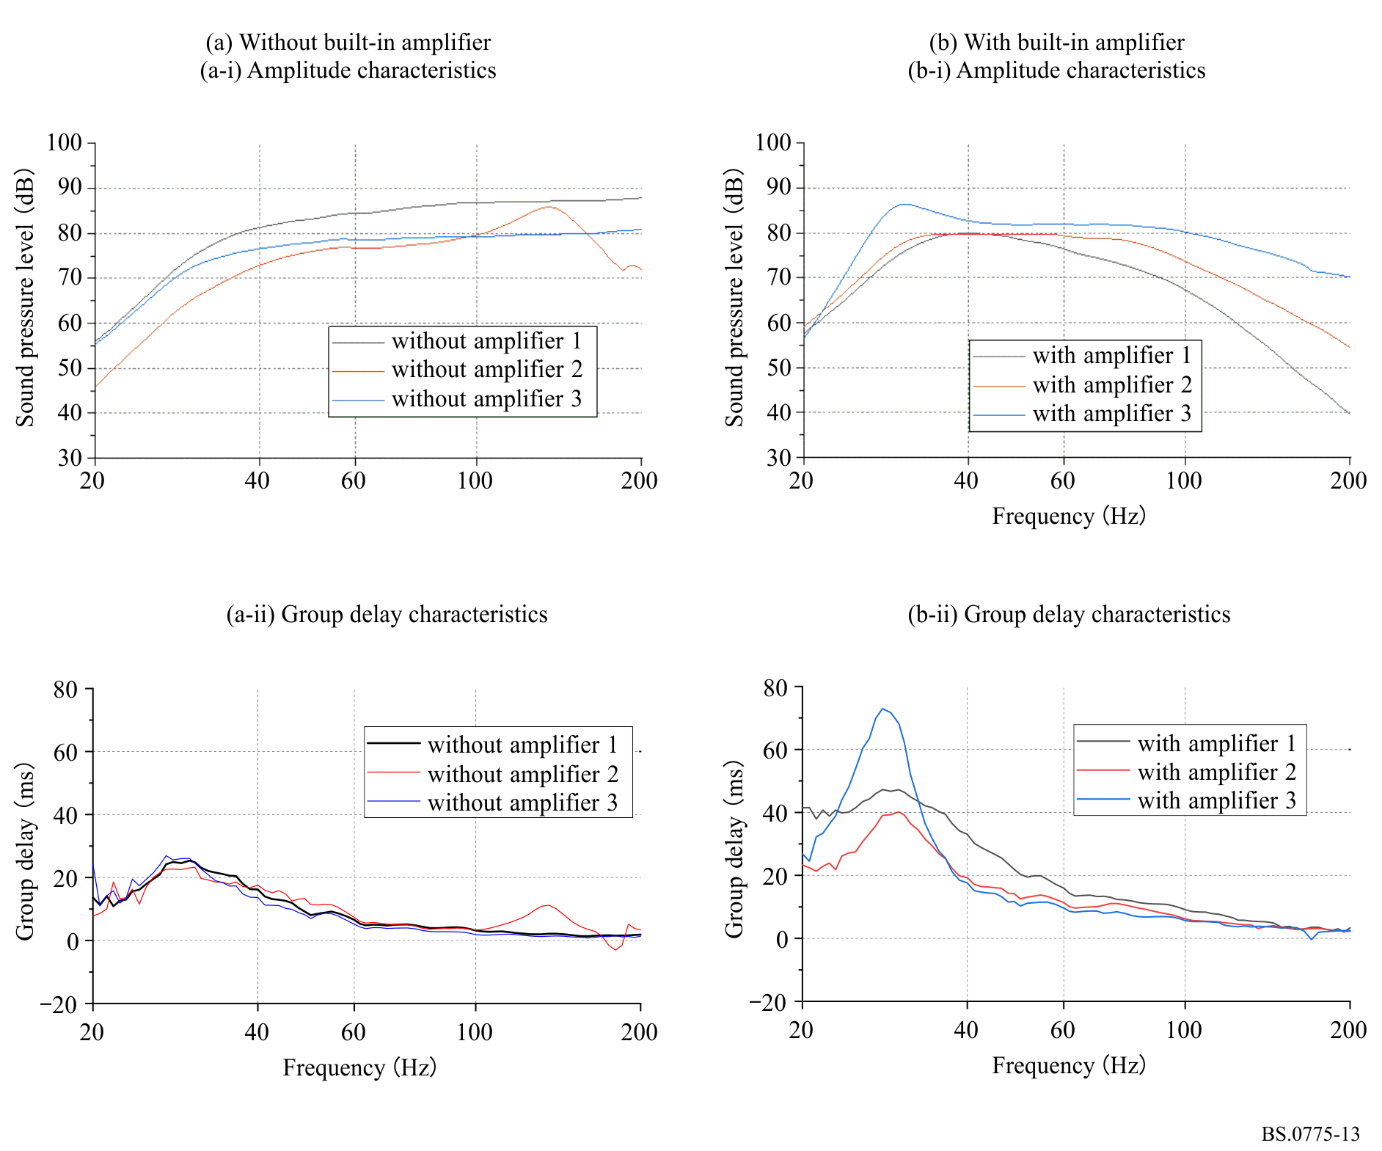 (a) Without built-in amplifier
(a-i) Amplitude characteristics
Sound pressure level (dB)
100
90
80
70
60
50
40
30
20
40
60
100
200
without amplifier 1
without amplifier 2
without amplifier 3
(b) With built-in amplifier
(b-i) Amplitude characteristics
Sound pressure level (dB)
100
90
80
70
60
50
40
30
20
40
60
100
200
with amplifier 1
with amplifier 2
with amplifier 3
Frequency (Hz)
(a-ii) Group delay characteristics
Group delay (ms)
80
60
40
20
0
−20
20
40
60
100
200
without amplifier 1
without amplifier 2
without amplifier 3
Frequency (Hz)
(b-ii) Group delay characteristics
Group delay (ms)
80
60
40
20
0
−20
20
40
60
100
200
with amplifier 1
with amplifier 2
with amplifier 3
Frequency (Hz)
BS.0775-13